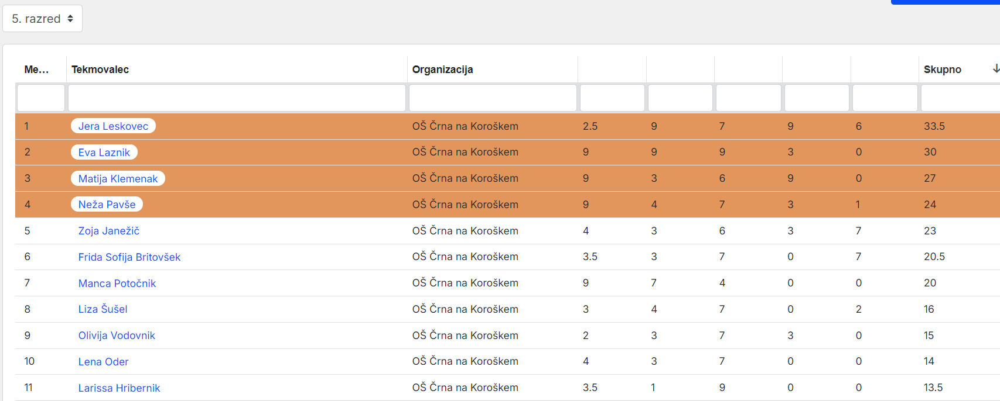 5. razred
Me... Tekmovalec Organizacija Skupno
1 Jera Leskovec OŠ Črna na Koroškem 2.5 9 7 9 6 33.5
2 Eva Laznik OŠ Črna na Koroškem 9 9 9 3 0 30
3 Matija Klemenak OŠ Črna na Koroškem 9 3 6 9 0 27
4 Neža Pavše OŠ Črna na Koroškem 9 4 7 3 1 24
5 Zoja Janežič OŠ Črna na Koroškem 4 3 6 3 7 23
6 Frida Sofija Britovšek OŠ Črna na Koroškem 3.5 3 7 0 7 20.5
7 Manca Potočnik OŠ Črna na Koroškem 9 7 4 0 0 20
8 Liza Šušel OŠ Črna na Koroškem 3 4 7 0 2 16
9 Olivija Vodovnik OŠ Črna na Koroškem 2 3 7 3 0 15
10 Lena Oder OŠ Črna na Koroškem 4 3 7 0 0 14
11 Larissa Hribernik OŠ Črna na Koroškem 3.5 1 9 0 0 13.5